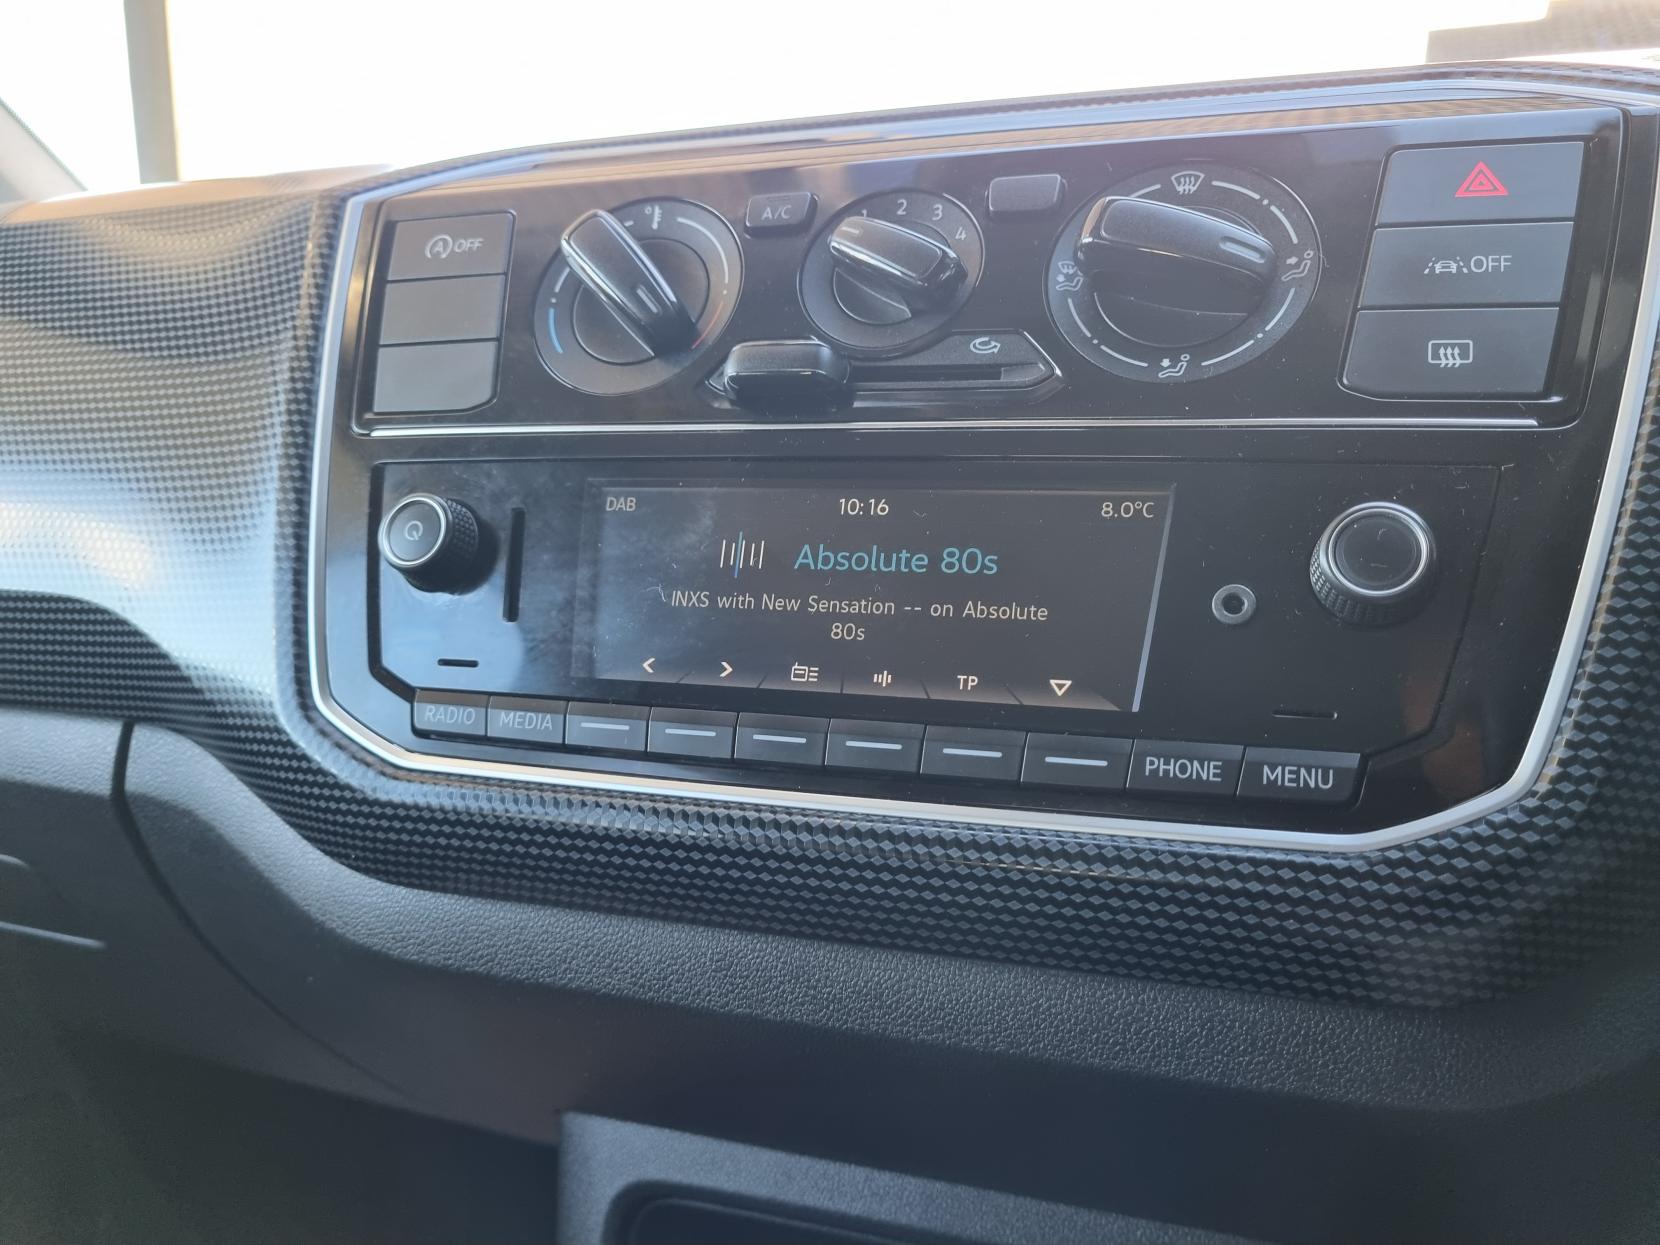 A OFF
A/C
1 2 3 4
OFF
DAB 10:16 8.0°C
Absolute 80s
INXS with New Sensation -- on Absolute
80s
TP
RADIO MEDIA PHONE MENU